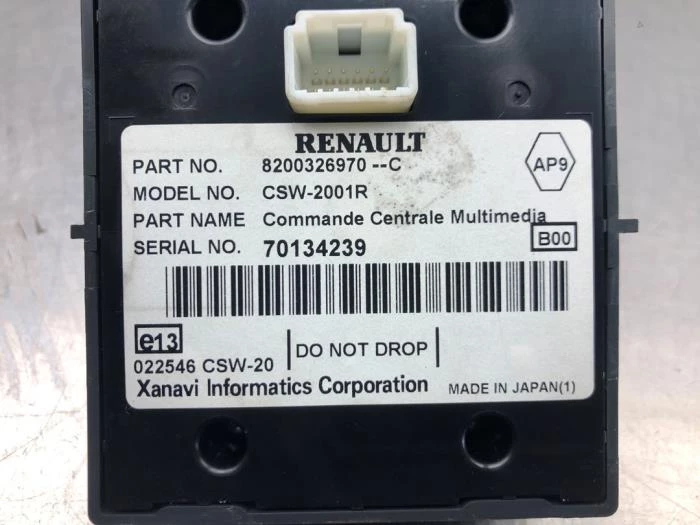 RENAULT
PART NO. 8200326970 --C
AP9
MODEL NO. CSW-2001R
PART NAME Commande Centrale Multimedia
SERIAL NO. 70134239
B00
e13
022546 CSW-20
DO NOT DROP
Xanavi Informatics Corporation
MADE IN JAPAN(1)